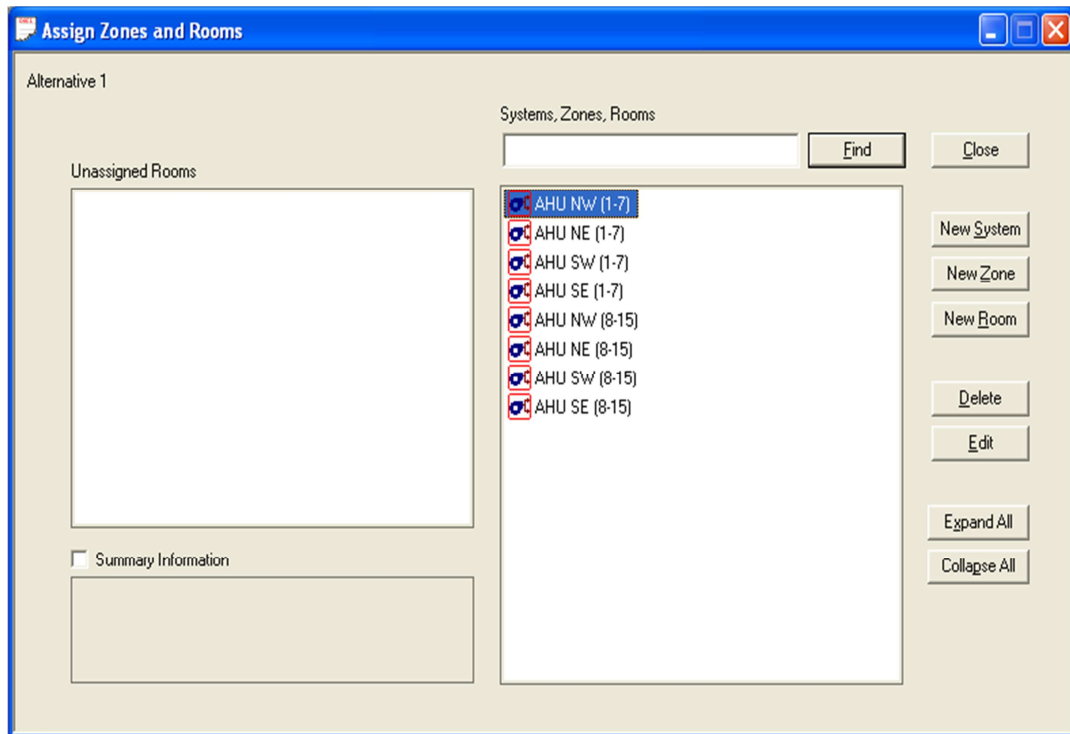 Assign Zones and Rooms
Alternative 1
Systems, Zones, Rooms
Find
Close
Unassigned Rooms
AHU NW (1-7)
AHU NE (1-7)
AHU SW (1-7)
AHU SE (1-7)
AHU NW (8-15)
AHU NE (8-15)
AHU SW (8-15)
AHU SE (8-15)
New System
New Zone
New Room
Delete
Edit
Expand All
Collapse All
Summary Information